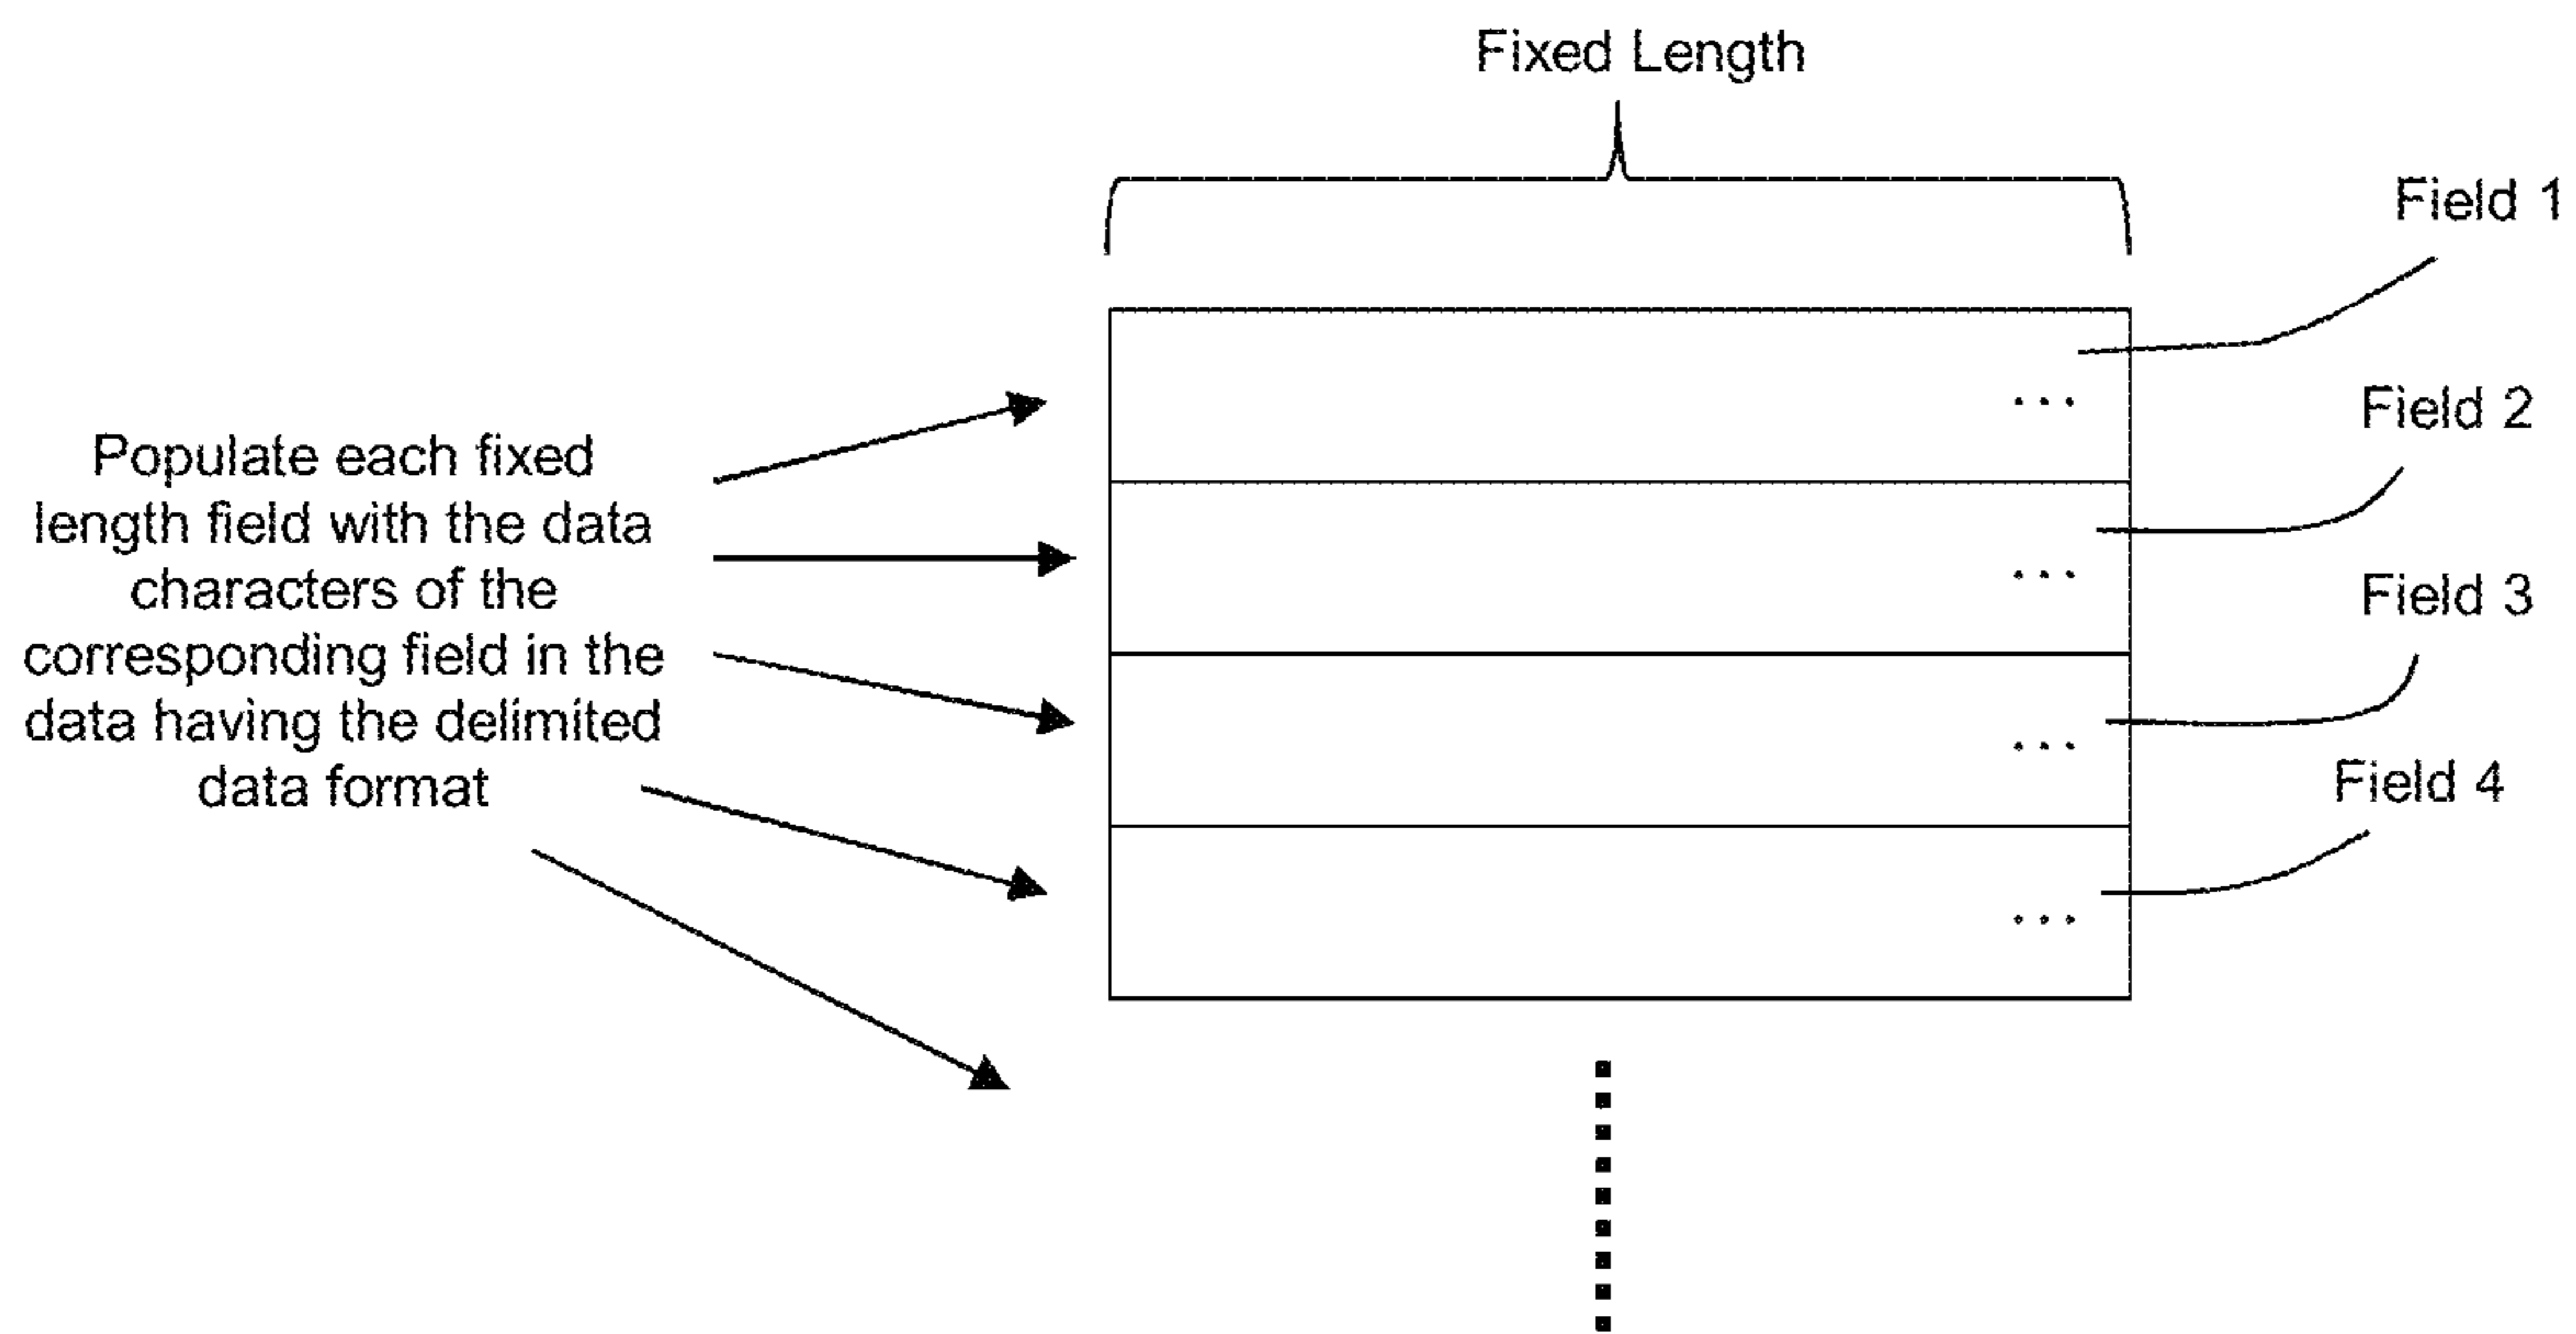 Fixed Length
Field 1
Field 2
Populate each fixed
length field with the data
characters of the
corresponding field in the
data having the delimited
data format
Field 3
Field 4